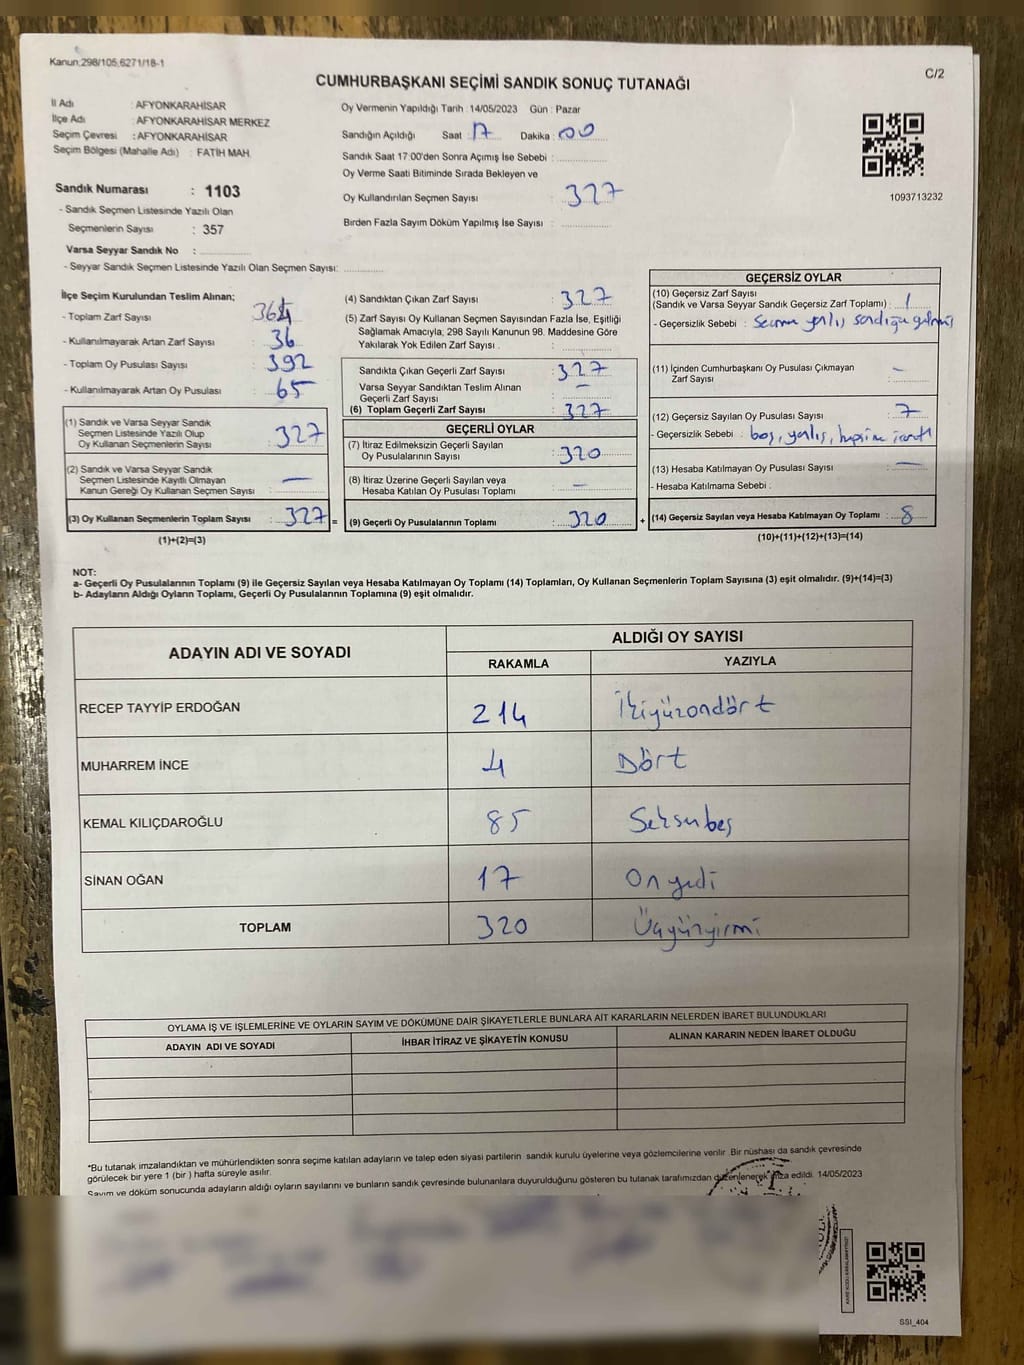 Kanun;298/105,6271/18-1
C/2
CUMHURBAŞKANI SEÇİMİ SANDIK SONUÇ TUTANAĞI
İl Adı : AFYONKARAHİSAR
İlçe Adı : AFYONKARAHİSAR MERKEZ
Seçim Çevresi : AFYONKARAHİSAR
Seçim Bölgesi (Mahalle Adı) : FATİH MAH.
Sandık Numarası : 1103
- Sandık Seçmen Listesinde Yazılı Olan
Seçmenlerin Sayısı : 357
Varsa Seyyar Sandık No :
- Seyyar Sandık Seçmen Listesinde Yazılı Olan Seçmen Sayısı:
Oy Vermenin Yapıldığı Tarih :14/05/2023 Gün : Pazar
Sandığın Açıldığı Saat : 17 Dakika : 00
Sandık Saat 17:00'den Sonra Açımış İse Sebebi :
Oy Verme Saati Bitiminde Sırada Bekleyen ve
Oy Kullandırılan Seçmen Sayısı : 327
Birden Fazla Sayım Döküm Yapılmış İse Sayısı :
1093713232
İlçe Seçim Kurulundan Teslim Alınan;
- Toplam Zarf Sayısı :
- Kullanılmayarak Artan Zarf Sayısı : 36
- Toplam Oy Pusulası Sayısı : 392
- Kullanılmayarak Artan Oy Pusulası : 65
(1) Sandık ve Varsa Seyyar Sandık
Seçmen Listesinde Yazılı Olup
Oy Kullanan Seçmenlerin Sayısı : 327
(2) Sandık ve Varsa Seyyar Sandık
Seçmen Listesinde Kayıtlı Olmayan
Kanun Gereği Oy Kullanan Seçmen Sayısı : —
(3) Oy Kullanan Seçmenlerin Toplam Sayısı : 327 =
(1)+(2)=(3)
(4) Sandıktan Çıkan Zarf Sayısı : 327
(5) Zarf Sayısı Oy Kullanan Seçmen Sayısından Fazla İse, Eşitliği
Sağlamak Amacıyla, 298 Sayılı Kanunun 98. Maddesine Göre
Yakılarak Yok Edilen Zarf Sayısı . :
Sandıkta Çıkan Geçerli Zarf Sayısı : 327
Varsa Seyyar Sandıktan Teslim Alınan
Geçerli Zarf Sayısı : —
(6) Toplam Geçerli Zarf Sayısı : 327
GEÇERLİ OYLAR
(7) İtiraz Edilmeksizin Geçerli Sayılan
Oy Pusulalarının Sayısı : 320
(8) İtiraz Üzerine Geçerli Sayılan veya
Hesaba Katılan Oy Pusulası Toplamı : —
(9) Geçerli Oy Pusulalarının Toplamı : 320 +
GEÇERSİZ OYLAR
(10) Geçersiz Zarf Sayısı
(Sandık ve Varsa Seyyar Sandık Geçersiz Zarf Toplamı) : 1
- Geçersizlik Sebebi : yanlış sandığa
(11) İçinden Cumhurbaşkanı Oy Pusulası Çıkmayan
Zarf Sayısı : —
(12) Geçersiz Sayılan Oy Pusulası Sayısı : 7
- Geçersizlik Sebebi : boş, yanlış, hepsine
(13) Hesaba Katılmayan Oy Pusulası Sayısı : —
- Hesaba Katılmama Sebebi :
(14) Geçersiz Sayılan veya Hesaba Katılmayan Oy Toplamı : 8
(10)+(11)+(12)+(13)=(14)
NOT:
a- Geçerli Oy Pusulalarının Toplamı (9) ile Geçersiz Sayılan veya Hesaba Katılmayan Oy Toplamı (14) Toplamları, Oy Kullanan Seçmenlerin Toplam Sayısına (3) eşit olmalıdır. (9)+(14)=(3)
b- Adayların Aldığı Oyların Toplamı, Geçerli Oy Pusulalarının Toplamına (9) eşit olmalıdır.
ADAYIN ADI VE SOYADI
ALDIĞI OY SAYISI
RAKAMLA YAZIYLA
RECEP TAYYİP ERDOĞAN 214 İkiyüzondört
MUHARREM İNCE 4 Dört
KEMAL KILIÇDAROĞLU 85 Seksenbeş
SİNAN OĞAN 17 Onyedi
TOPLAM 320 Üçyüzyirmi
OYLAMA İŞ VE İŞLEMLERİNE VE OYLARIN SAYIM VE DÖKÜMÜNE DAİR ŞİKAYETLERLE BUNLARA AİT KARARLARIN NELERDEN İBARET BULUNDUKLARI
ADAYIN ADI VE SOYADI İHBAR İTİRAZ VE ŞİKAYETİN KONUSU ALINAN KARARIN NEDEN İBARET OLDUĞU
*Bu tutanak imzalandıktan ve mühürlendikten sonra seçime katılan adayların ve talep eden siyasi partilerin sandık kurulu üyelerine veya gözlemcilerine verilir .Bir nüshası da sandık çevresinde
görülecek bir yere 1 (bir ) hafta süreyle asılır.
Sayım ve döküm sonucunda adayların aldığı oyların sayılarını ve bunların sandık çevresinde bulunanlara duyurulduğunu gösteren bu tutanak tarafımızdan düzenlenerek imza edildi. 14/05/2023
SSI_404